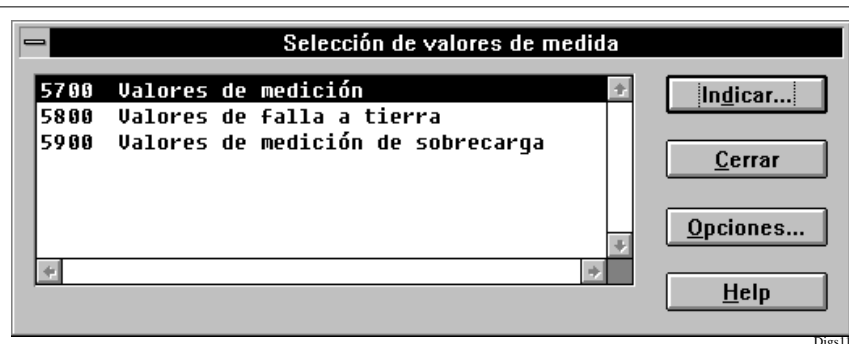 Selección de valores de medida
5700 Valores de medición
5800 Valores de falla a tierra
5900 Valores de medición de sobrecarga
Indicar...
Cerrar
Opciones...
Help